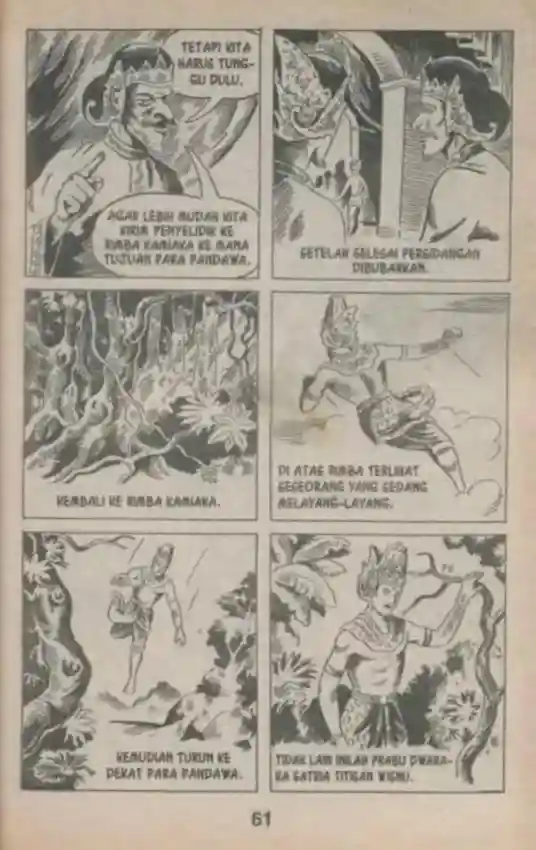 TETAPI KITA
HARUS TUNG-
GU DULU.
AGAR LEBIH MUDAH KITA
KIRIM PENYELIDIK KE
RIMBA KAMIAKA KE MANA
TUJUAN PARA PANDAWA.
SETELAH SELESAI PERSIDANGAN
DIBUBARKAN.
KEMBALI KE RIMBA KAMIAKA.
DI ATAS RIMBA TERLIHAT
SESEORANG YANG SEDANG
MELAYANG-LAYANG.
KEMUDIAN TURUN KE
DEKAT PARA PANDAWA.
TIDAK LAIN INILAH PRABU DWARA-
KA SATRIA TITISAN WISNU.
61